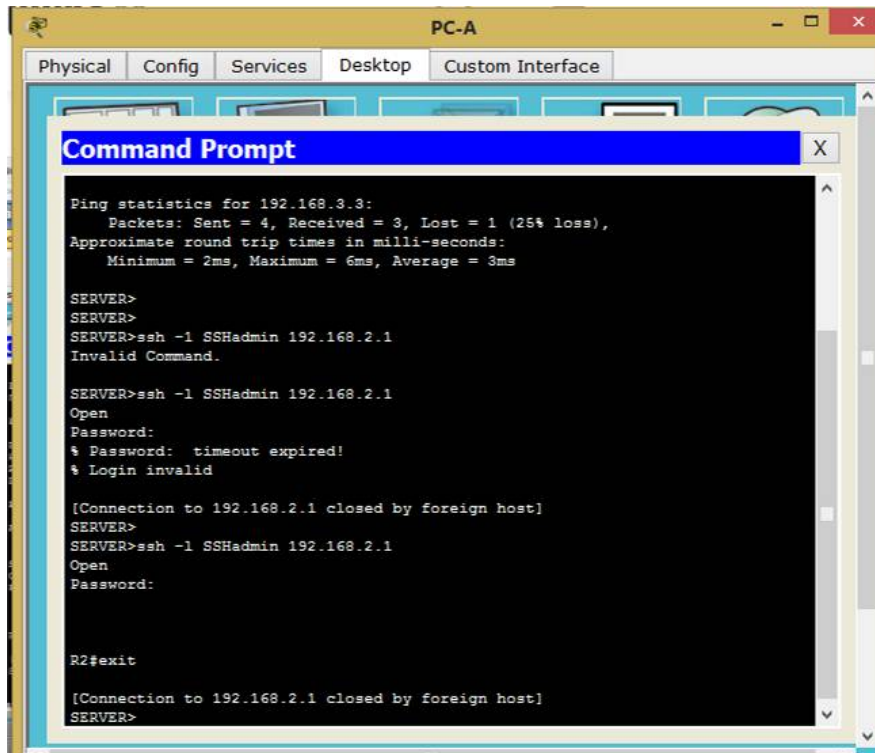 PC-A
Physical Config Services Desktop Custom Interface
Command Prompt
X
Ping statistics for 192.168.3.3:
Packets: Sent = 4, Received = 3, Lost = 1 (25% loss),
Approximate round trip times in milli-seconds:
Minimum = 2ms, Maximum = 6ms, Average = 3ms
SERVER>
SERVER>
SERVER>ssh -1 SSHadmin 192.168.2.1
Invalid Command.
SERVER>ssh -l SSHadmin 192.168.2.1
Open
Password:
% Password:  timeout expired!
% Login invalid
[Connection to 192.168.2.1 closed by foreign host]
SERVER>
SERVER>ssh -l SSHadmin 192.168.2.1
Open
Password:
R2#exit
[Connection to 192.168.2.1 closed by foreign host]
SERVER>